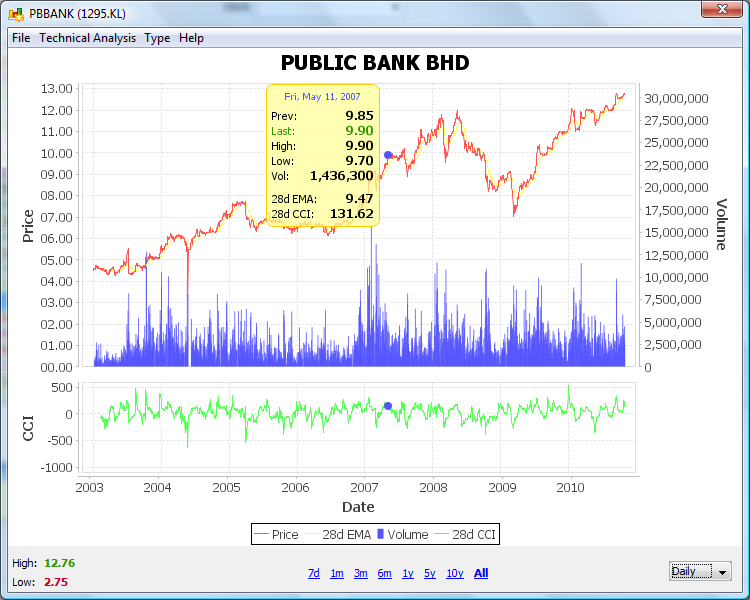 PBBANK (1295.KL)
File Technical Analysis Type Help
PUBLIC BANK BHD
Fri, May 11, 2007
Prev: 9.85
Last: 9.90
High: 9.90
Low: 9.70
Vol: 1,436,300
28d EMA: 9.47
28d CCI: 131.62
13.00
12.00
11.00
10.00
09.00
08.00
07.00
06.00
05.00
04.00
03.00
02.00
01.00
00.00
Price
30,000,000
27,500,000
25,000,000
22,500,000
20,000,000
17,500,000
15,000,000
12,500,000
10,000,000
7,500,000
5,000,000
2,500,000
0
Volume
500
0
-500
-1000
CCI
2003 2004 2005 2006 2007 2008 2009 2010
Date
Price 28d EMA Volume 28d CCI
High: 12.76
Low: 2.75
7d 1m 3m 6m 1y 5y 10y All
Daily